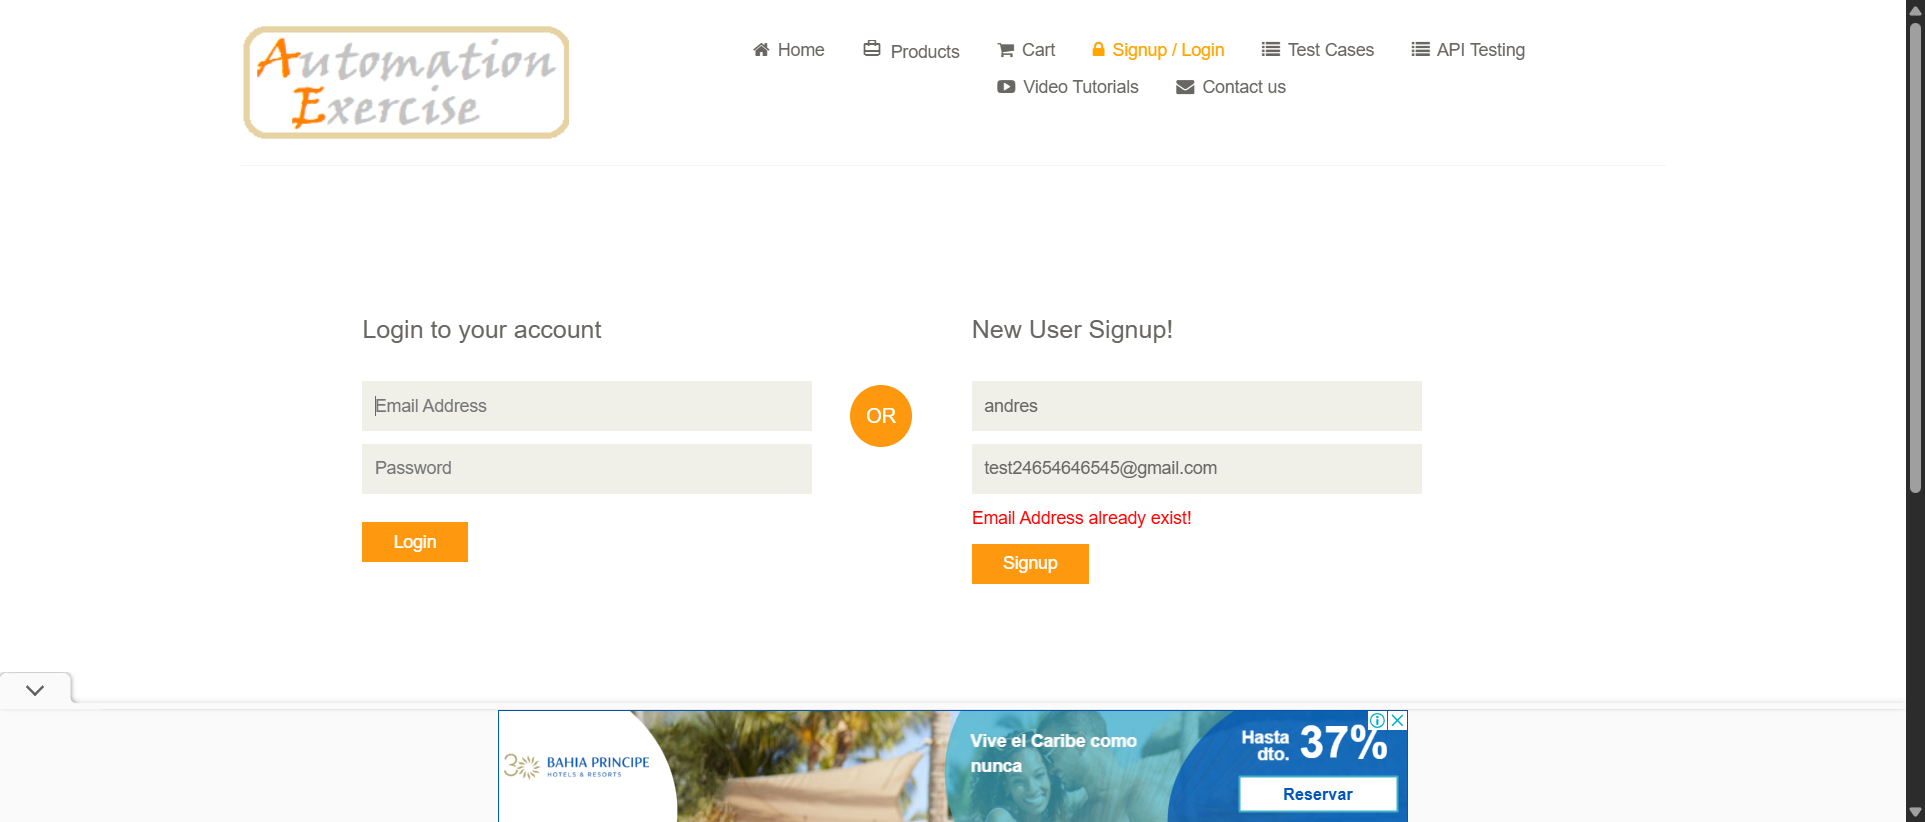 Automation
Exercise
Home
Products
Cart
Signup / Login
Test Cases
API Testing
Video Tutorials
Contact us
Login to your account
Email Address
Password
Login
OR
New User Signup!
andres
test24654646545@gmail.com
Email Address already exist!
Signup
30 BAHIA PRINCIPE
HOTELS & RESORTS
Vive el Caribe como
nunca
Hasta
dto.
37%
Reservar